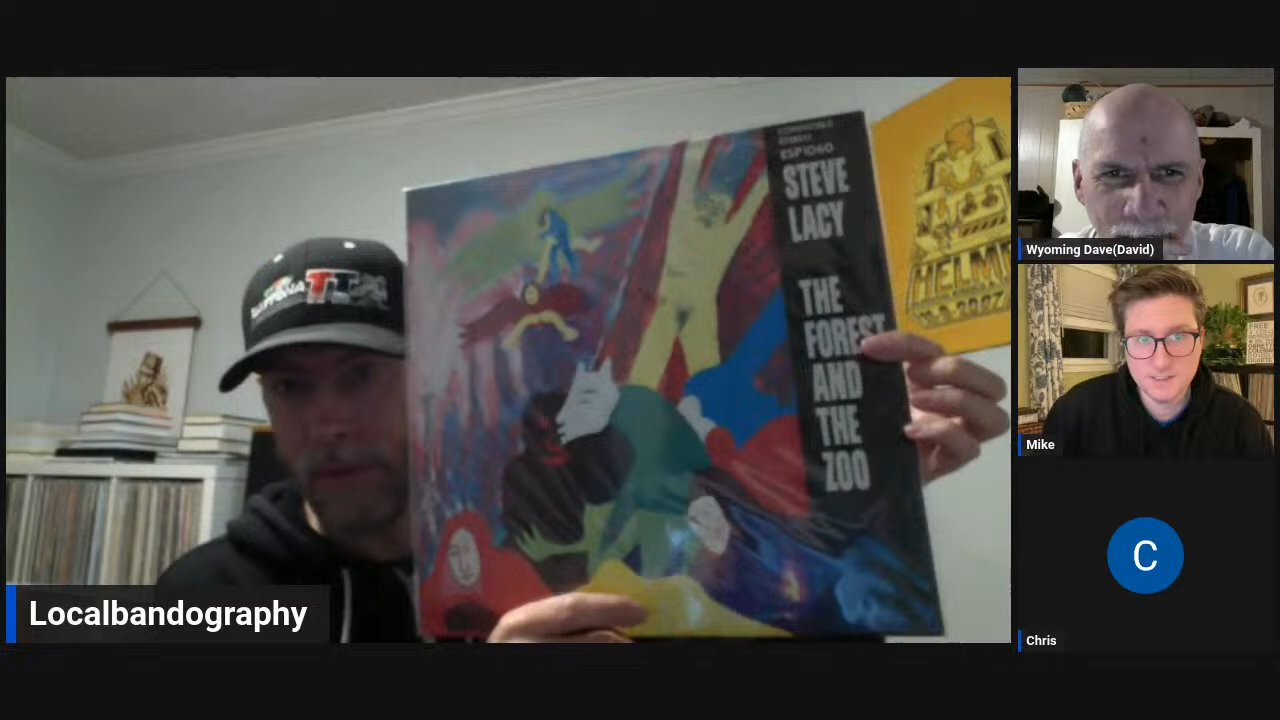 ESP 1060
STEVE
LACY
THE
FOREST
AND
THE
ZOO
HELM
Localbandography
Wyoming Dave(David)
Mike
C
Chris